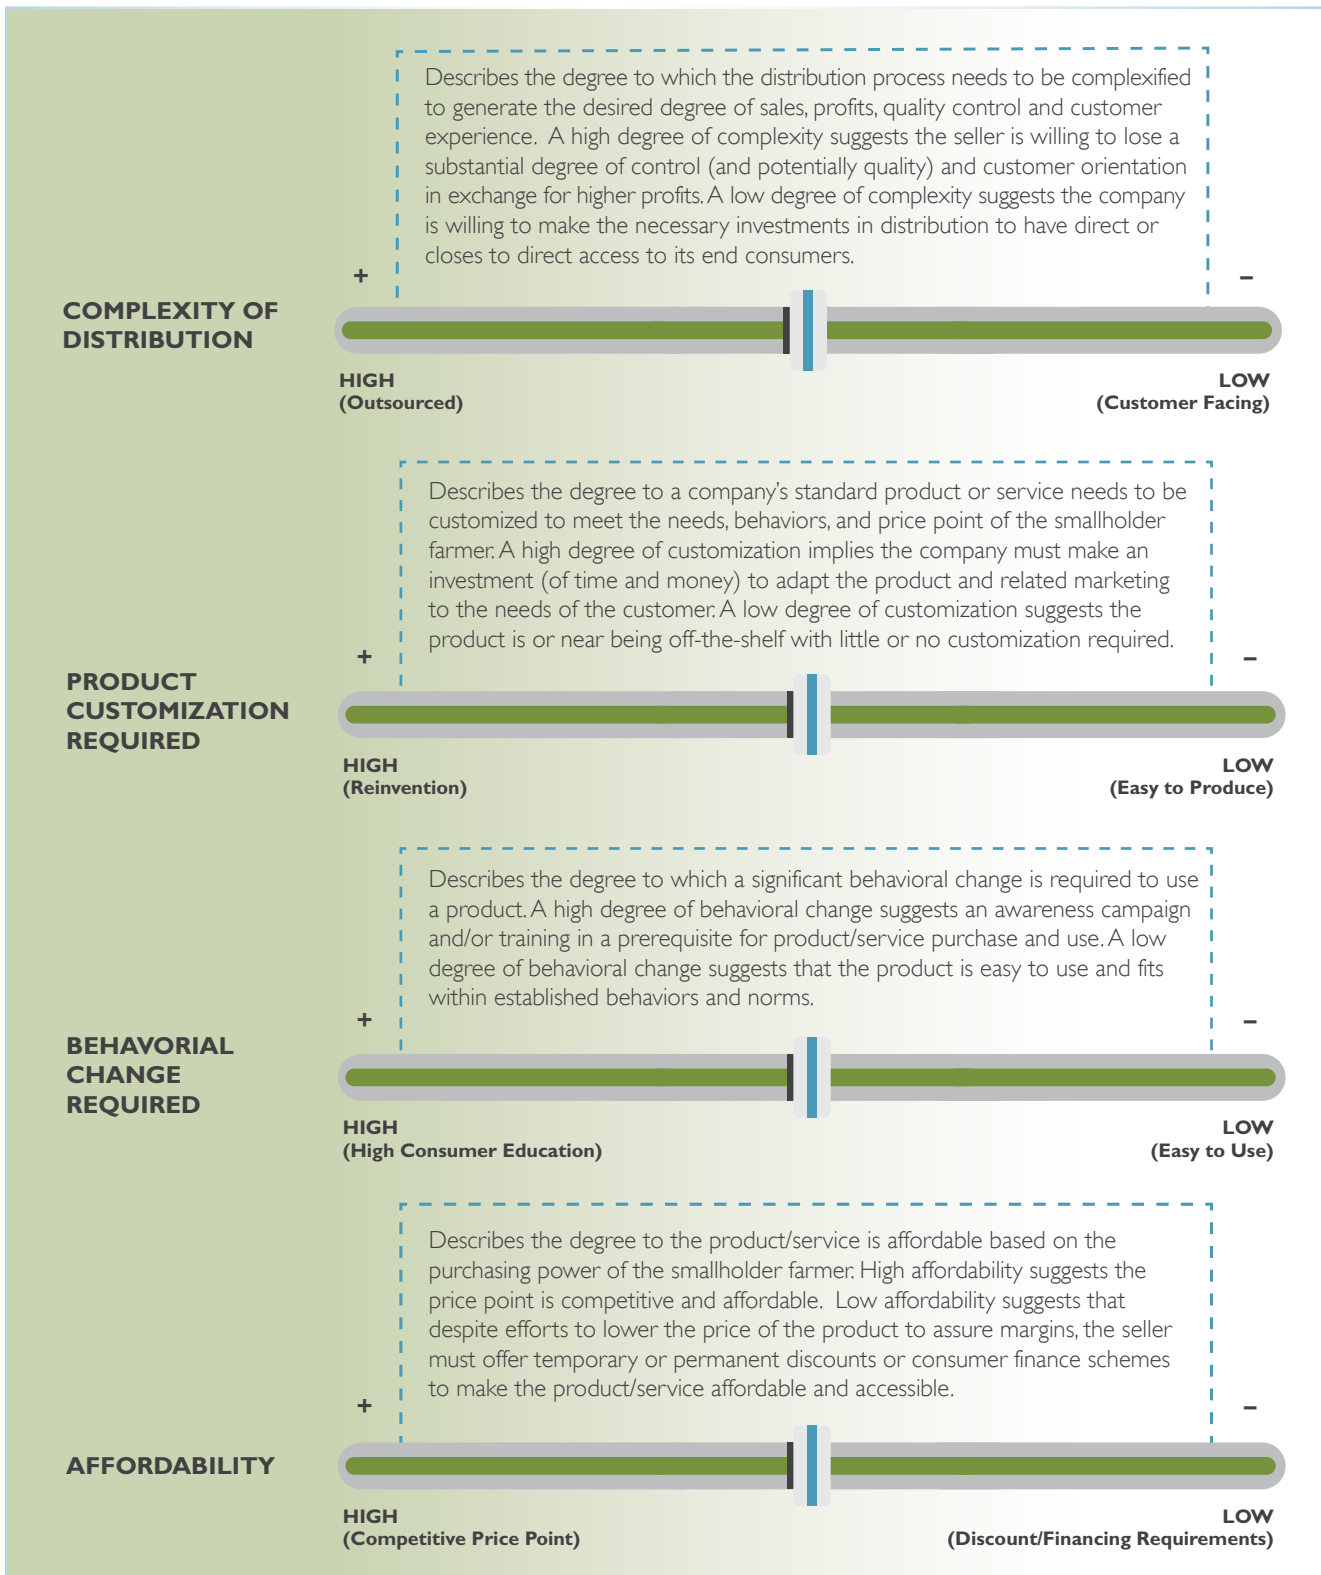 Describes the degree to which the distribution process needs to be complexified
to generate the desired degree of sales, profits, quality control and customer
experience.  A high degree of complexity suggests the seller is willing to lose a
substantial degree of control (and potentially quality) and customer orientation
in exchange for higher profits. A low degree of complexity suggests the company
is willing to make the necessary investments in distribution to have direct or
closes to direct access to its end consumers.
+
–
COMPLEXITY OF
DISTRIBUTION
HIGH
(Outsourced)
LOW
(Customer Facing)
Describes the degree to a company's standard product or service needs to be
customized to meet the needs, behaviors, and price point of the smallholder
farmer. A high degree of customization implies the company must make an
investment (of time and money) to adapt the product and related marketing
to the needs of the customer. A low degree of customization suggests the
product is or near being off-the-shelf with little or no customization required.
+
–
PRODUCT
CUSTOMIZATION
REQUIRED
HIGH
(Reinvention)
LOW
(Easy to Produce)
Describes the degree to which a significant behavioral change is required to use
a product. A high degree of behavioral change suggests an awareness campaign
and/or training in a prerequisite for product/service purchase and use. A low
degree of behavioral change suggests that the product is easy to use and fits
within established behaviors and norms.
+
–
BEHAVORIAL
CHANGE
REQUIRED
HIGH
(High Consumer Education)
LOW
(Easy to Use)
Describes the degree to the product/service is affordable based on the
purchasing power of the smallholder farmer. High affordability suggests the
price point is competitive and affordable.  Low affordability suggests that
despite efforts to lower the price of the product to assure margins, the seller
must offer temporary or permanent discounts or consumer finance schemes
to make the product/service affordable and accessible.
+
–
AFFORDABILITY
HIGH
(Competitive Price Point)
LOW
(Discount/Financing Requirements)